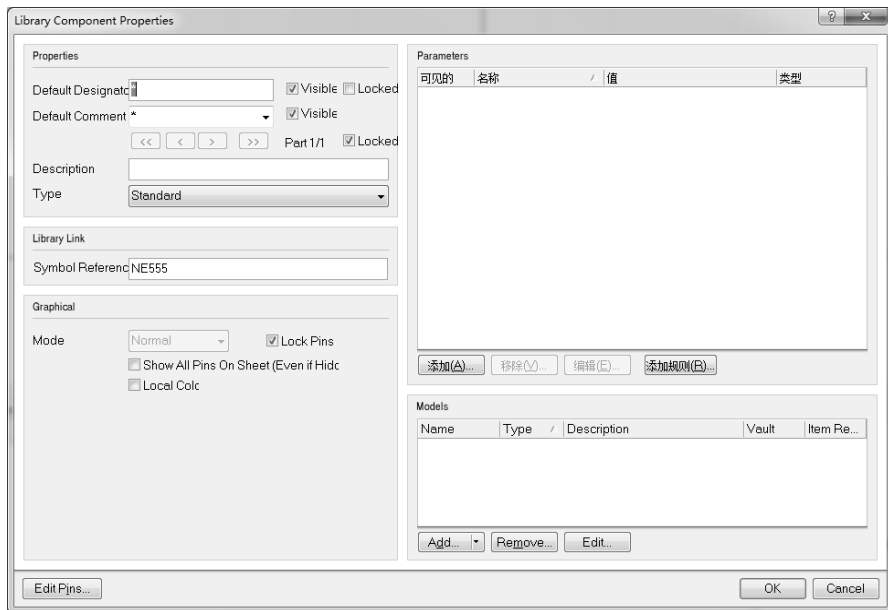 Library Component Properties
Properties
Default Designato
Visible
Locked
Default Comment
*
Visible
<<
<
>
>>
Part 1/1
Locked
Description
Type
Standard
Library Link
Symbol Referenc
NE555
Graphical
Mode
Normal
Lock Pins
Show All Pins On Sheet (Even if Hidc
Local Colc
Parameters
可见的
名称
值
类型
添加(A)...
移除(V)...
编辑(E)...
添加规则(R)...
Models
Name
Type
Description
Vault
Item Re...
Add...
Remove...
Edit...
Edit Pins...
OK
Cancel